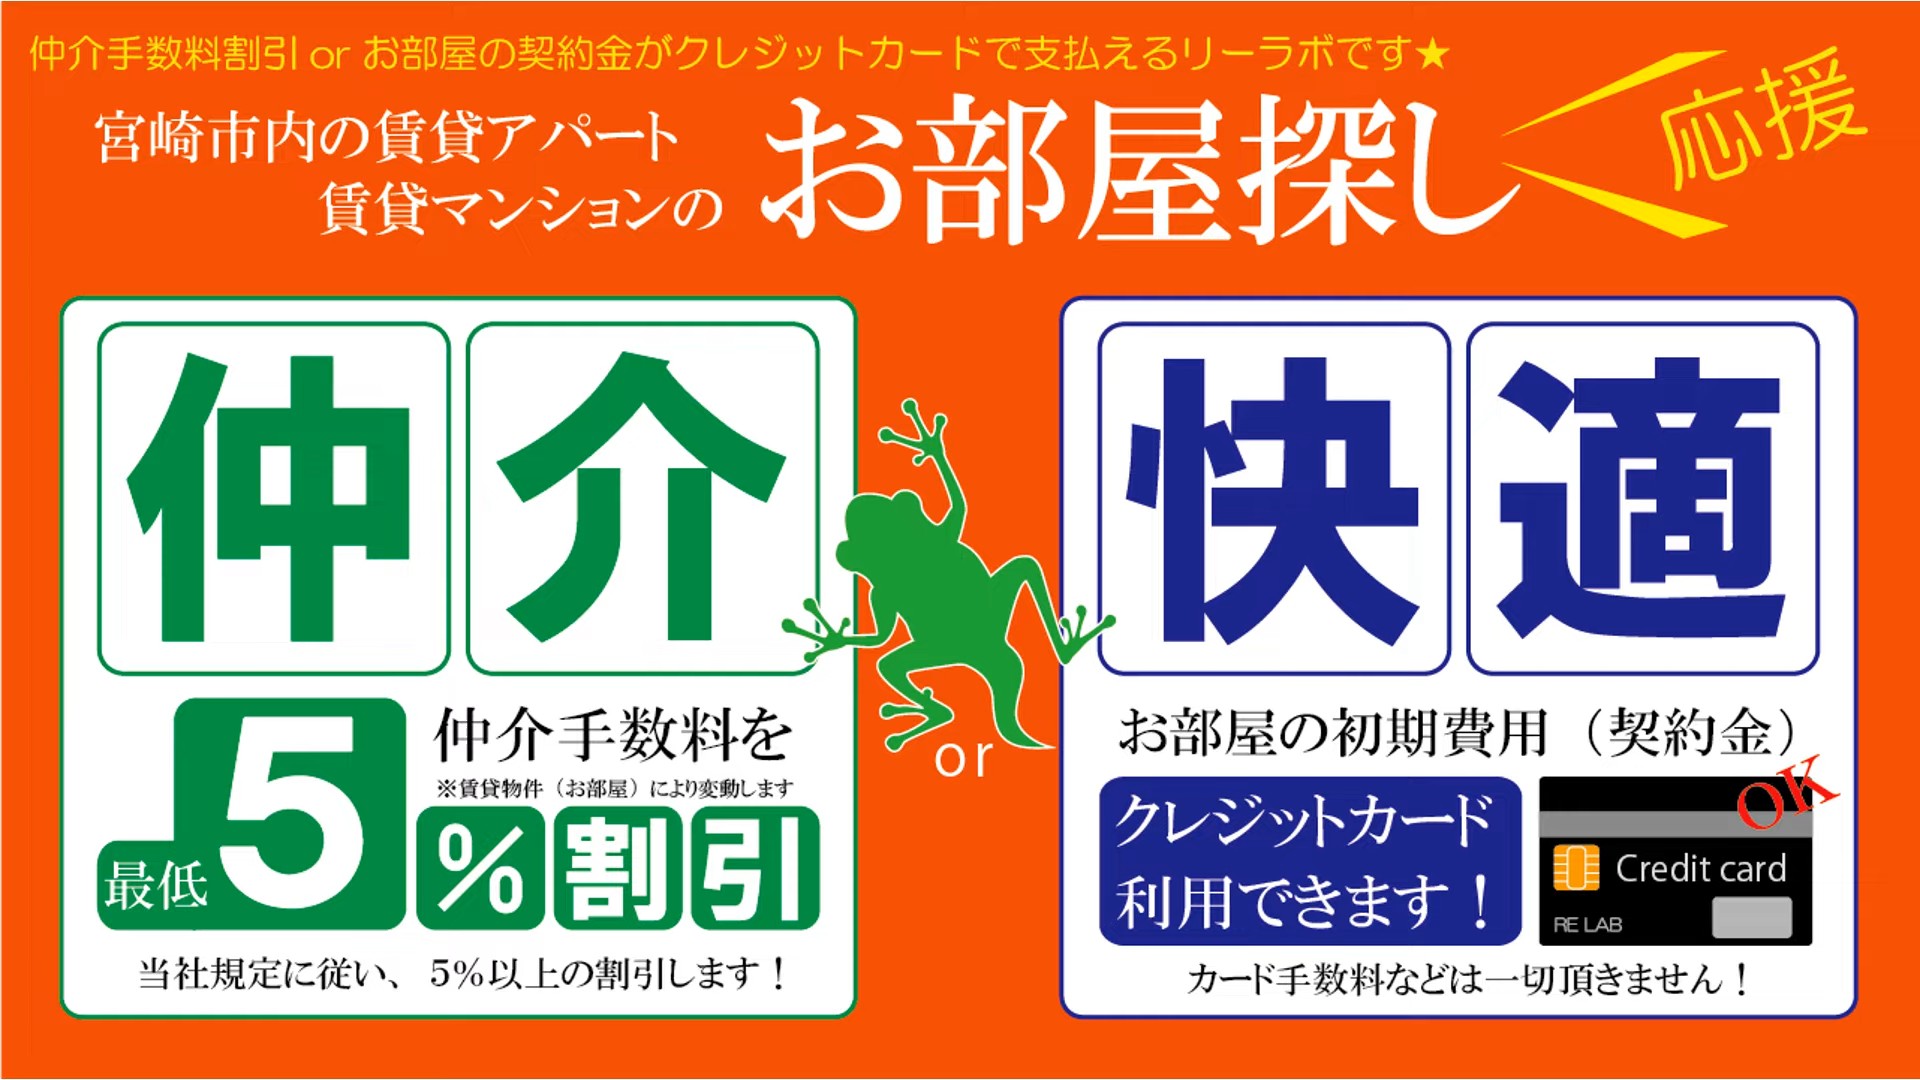 仲介手数料割引 or お部屋の契約金がクレジットカードで支払えるリーラボです★
宮崎市内の賃貸アパート
賃貸マンションの
お部屋探し
応援
仲介
最低5
仲介手数料を
※賃貸物件（お部屋）により変動します
%割引
当社規定に従い、5%以上の割引します！
or
快適
お部屋の初期費用（契約金）
クレジットカード
利用できます！
OK
Credit card
RE LAB
カード手数料などは一切頂きません！